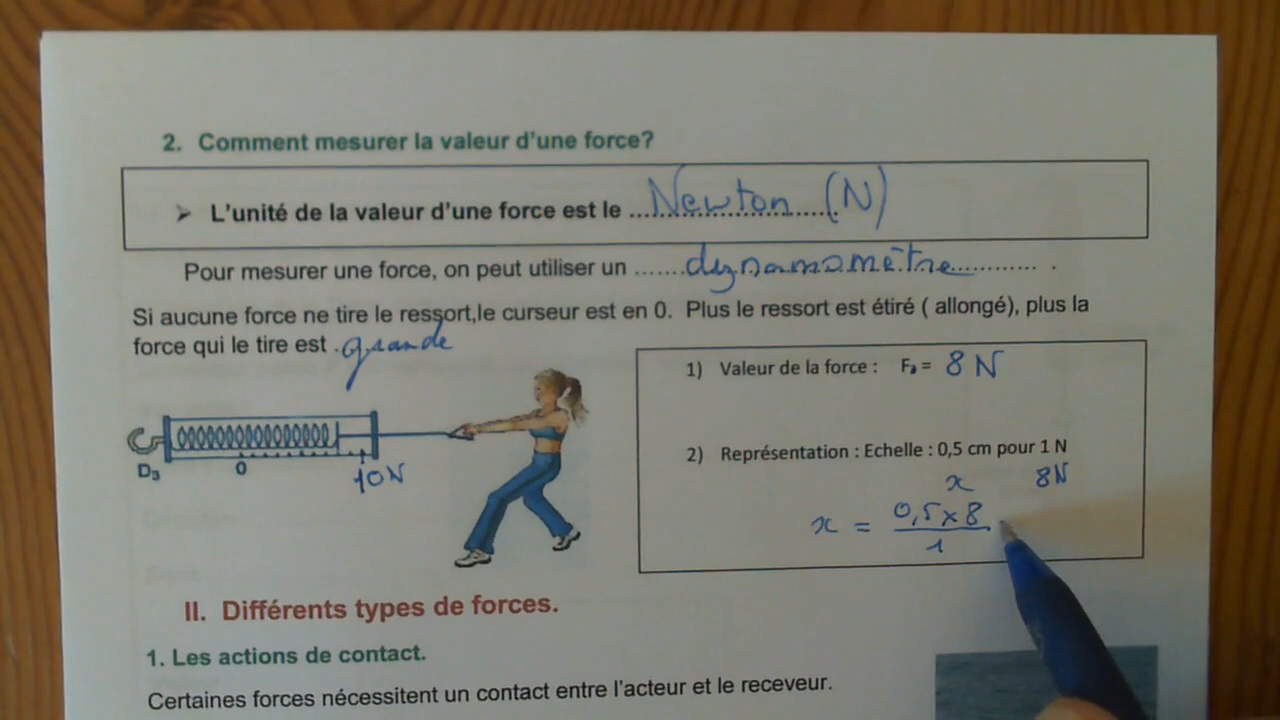 2. Comment mesurer la valeur d'une force?
➢ L'unité de la valeur d'une force est le ...Newton (N)
Pour mesurer une force, on peut utiliser un .......dynamomètre............ .
Si aucune force ne tire le ressort,le curseur est en 0. Plus le ressort est étiré ( allongé), plus la
force qui le tire est .grande
D3 0 10N
1) Valeur de la force : Fa = 8 N
2) Représentation : Echelle : 0,5 cm pour 1 N
x 8N
x = 0,5 x 8
1
II. Différents types de forces.
1. Les actions de contact.
Certaines forces nécessitent un contact entre l'acteur et le receveur.